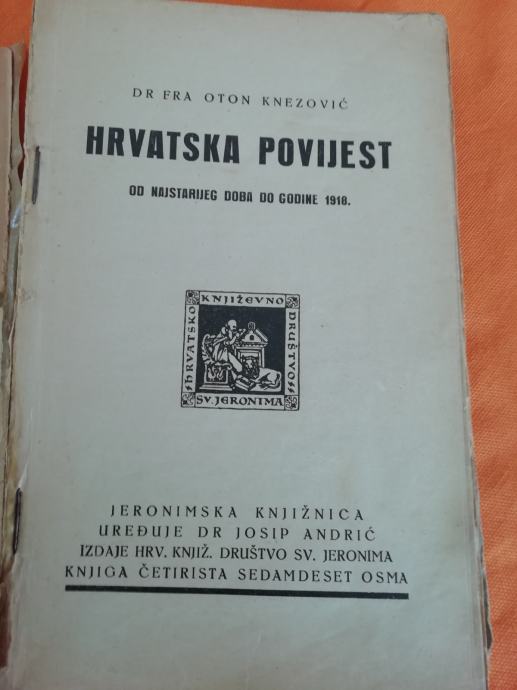 DR FRA OTON KNEZOVIĆ
HRVATSKA POVIJEST
OD NAJSTARIJEG DOBA DO GODINE 1918.
HRVATSKO
KNJIŽEVNO
DRUŠTVO
SV. JERONIMA
JERONIMSKA KNJIŽNICA
UREĐUJE DR JOSIP ANDRIĆ
IZDAJE HRV. KNJIŽ. DRUŠTVO SV. JERONIMA
KNJIGA ČETIRISTA SEDAMDESET OSMA